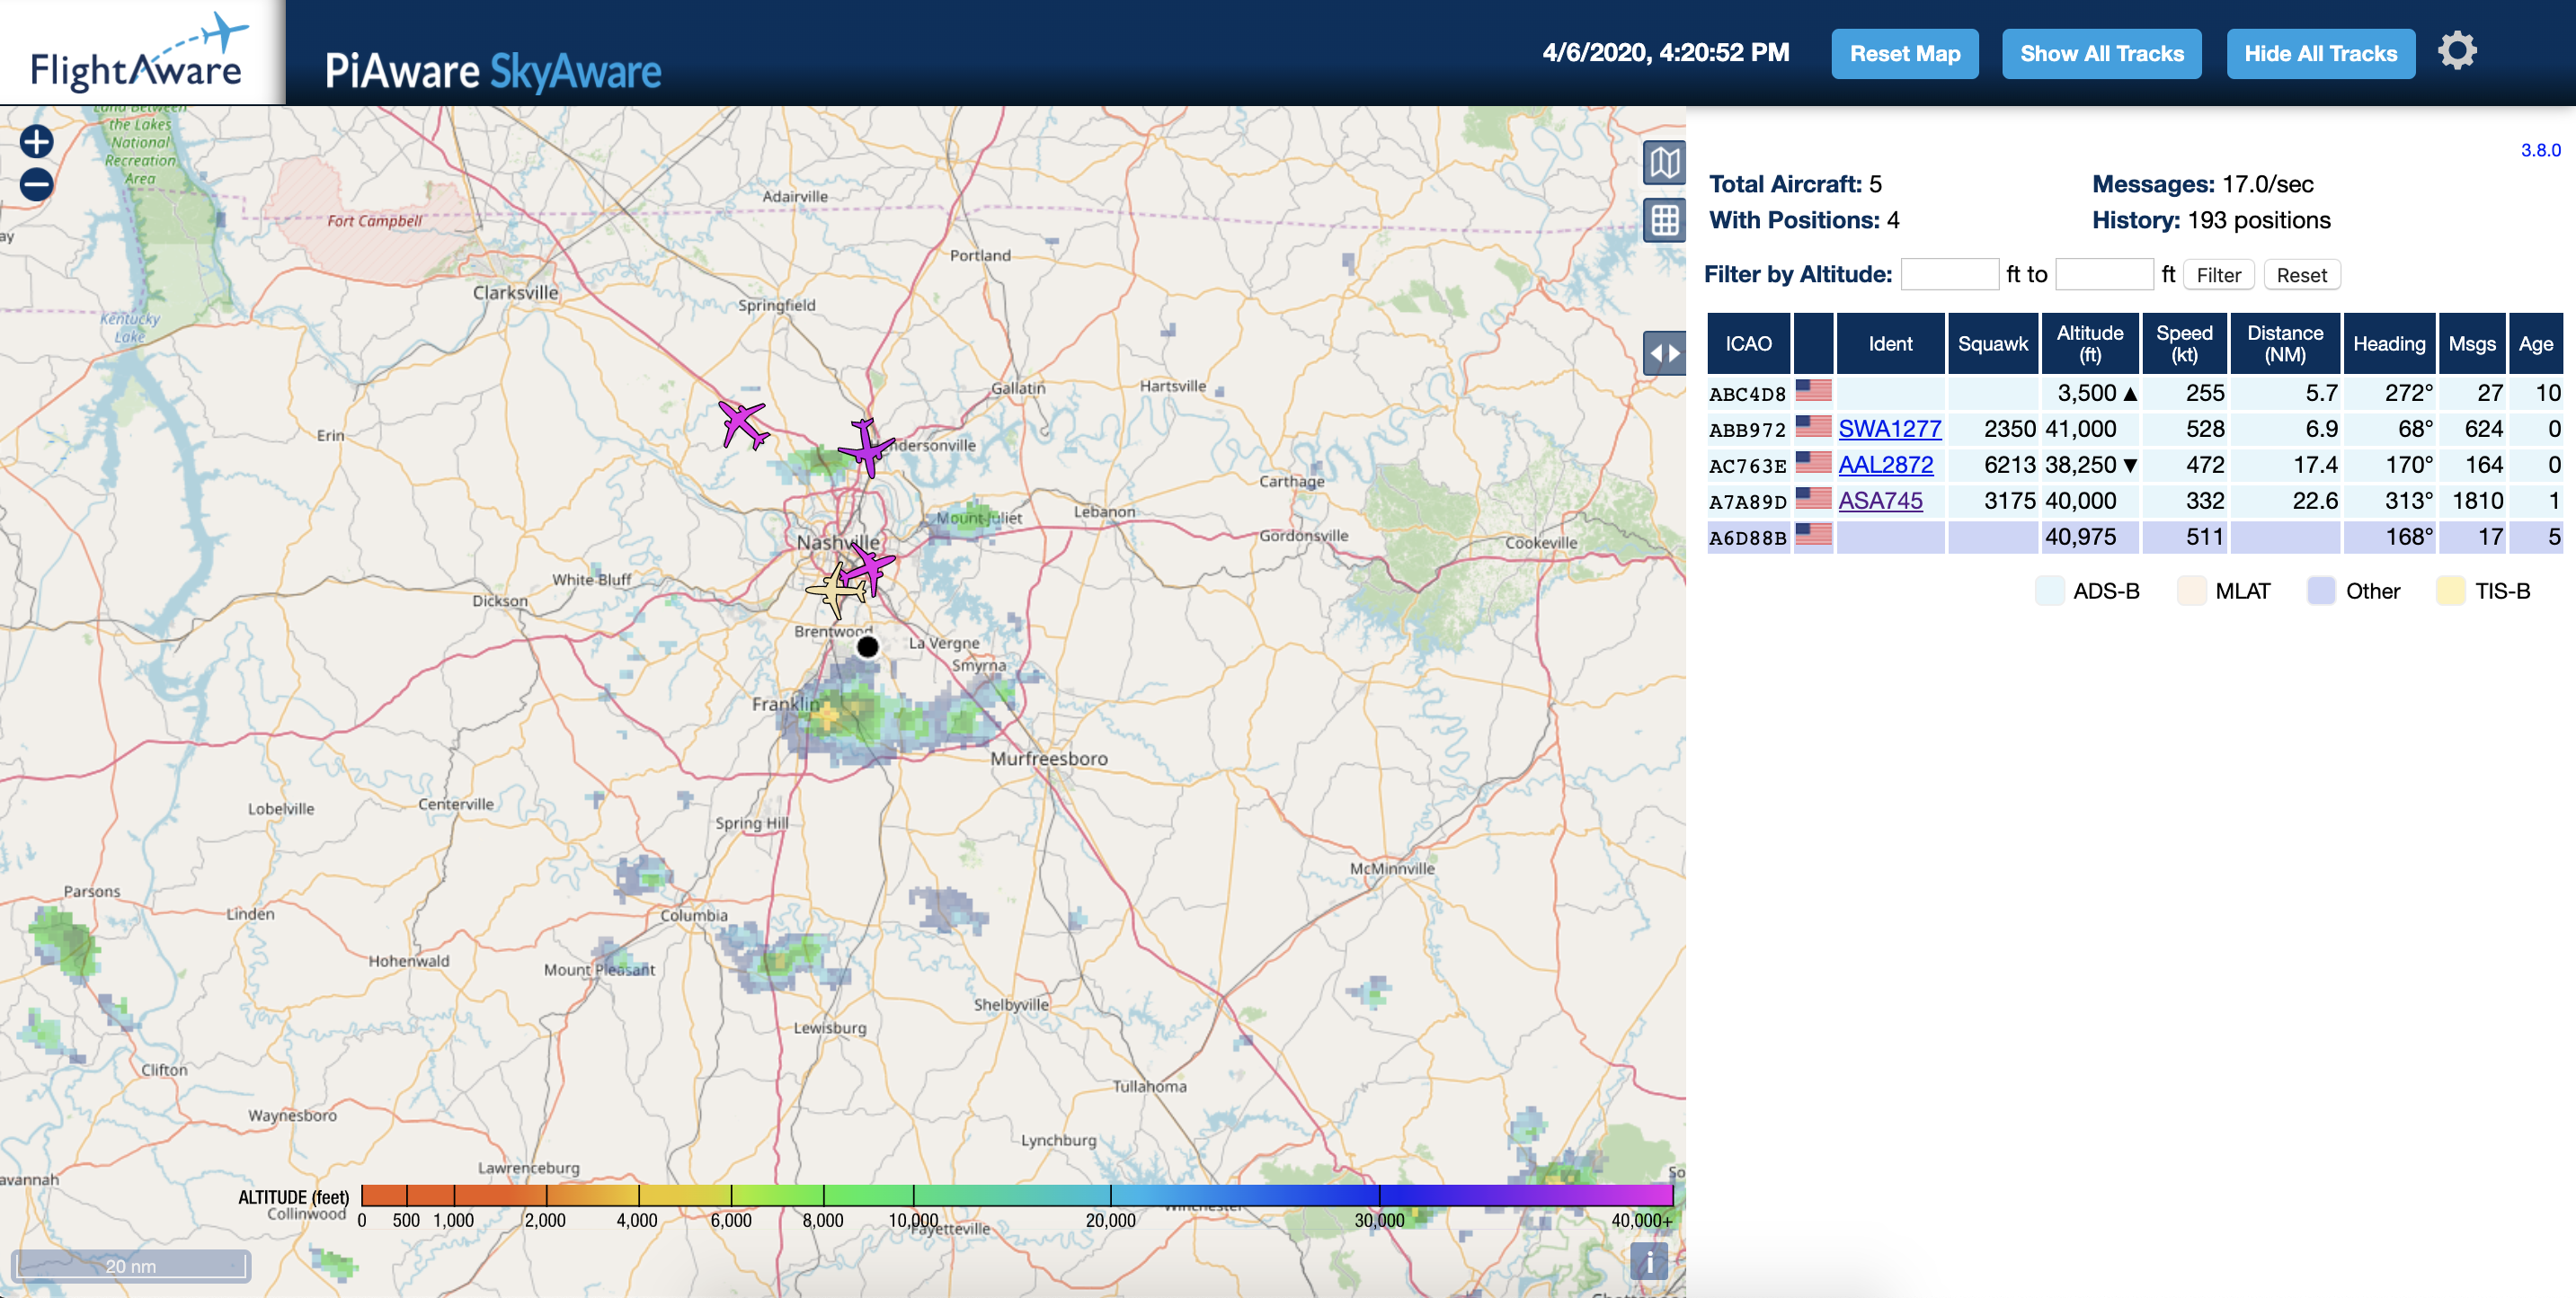 FlightAware
PiAware SkyAware
4/6/2020, 4:20:52 PM
Reset Map
Show All Tracks
Hide All Tracks
3.8.0
Total Aircraft: 5
Messages: 17.0/sec
With Positions: 4
History: 193 positions
Filter by Altitude: ft to ft Filter Reset
ICAO Ident Squawk Altitude (ft) Speed (kt) Distance (NM) Heading Msgs Age
ABC4D8 3,500 ▲ 255 5.7 272° 27 10
ABB972 SWA1277 2350 41,000 528 6.9 68° 624 0
AC763E AAL2872 6213 38,250 ▼ 472 17.4 170° 164 0
A7A89D ASA745 3175 40,000 332 22.6 313° 1810 1
A6D88B 40,975 511 168° 17 5
ADS-B MLAT Other TIS-B
Land Between
the Lakes
National
Recreation
Area
Adairville
Fort Campbell
ay
Portland
Clarksville
Springfield
Kentucky
Lake
Gallatin
Hartsville
Erin
ndersonville
Carthage
Mount Juliet
Lebanon
Nashville
Gordonsville
Cookeville
White Bluff
Dickson
Brentwood
La Vergne
Smyrna
Franklin
Murfreesboro
Lobelville
Centerville
Spring Hill
McMinnville
Parsons
Linden
Columbia
Hohenwald
Mount Pleasant
Shelbyville
Lewisburg
Clifton
Tullahoma
Waynesboro
Lynchburg
Lawrenceburg
avannah
So
ALTITUDE (feet)
Collinwood
0 500 1,000 2,000 4,000 6,000 8,000 10,000 20,000 30,000 40,000+
Fayetteville
20 nm
i